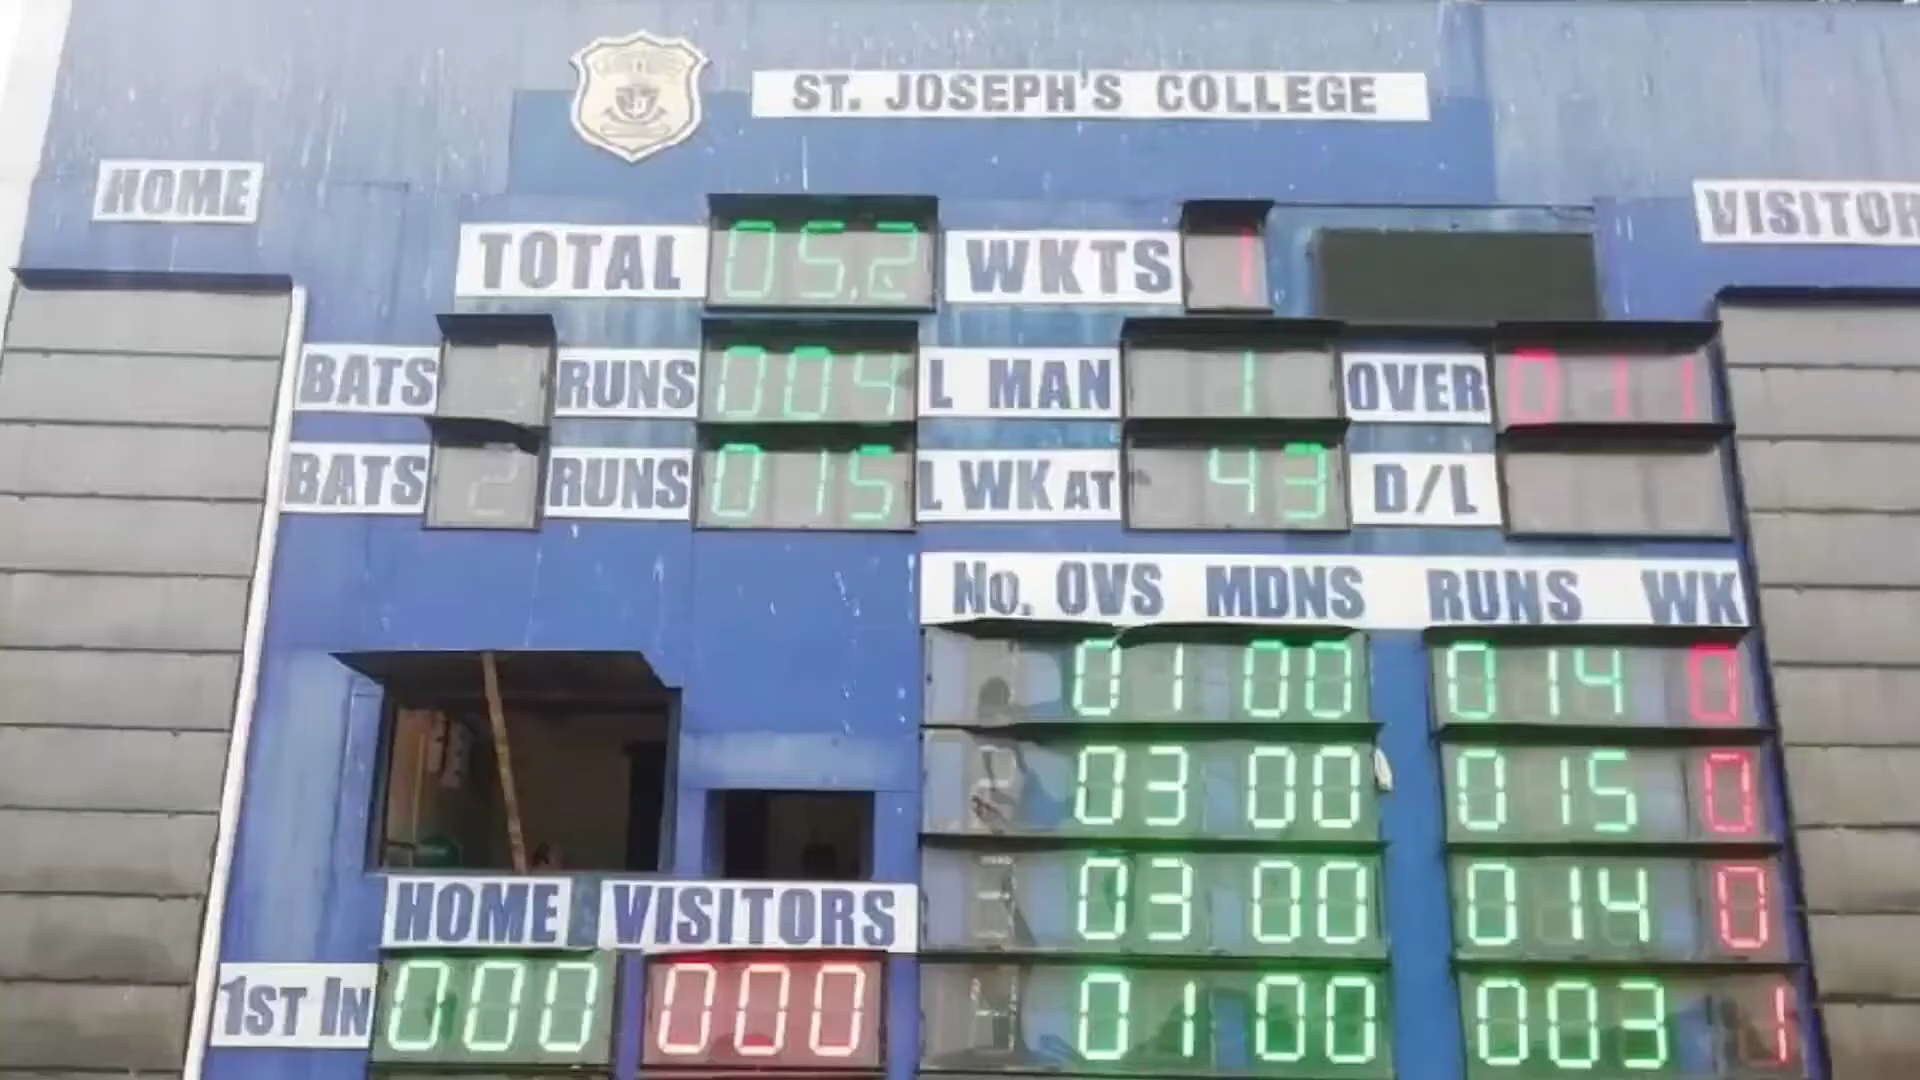 ST. JOSEPH'S COLLEGE
HOME
VISITOR
TOTAL 052 WKTS 1
BATS RUNS 004 L MAN 1 OVER 011
BATS 2 RUNS 015 L WK AT 43 D/L
No. OVS MDNS RUNS WK
01 00 014 0
03 00 015 0
03 00 014 0
01 00 003 1
HOME VISITORS
1ST IN 000 000